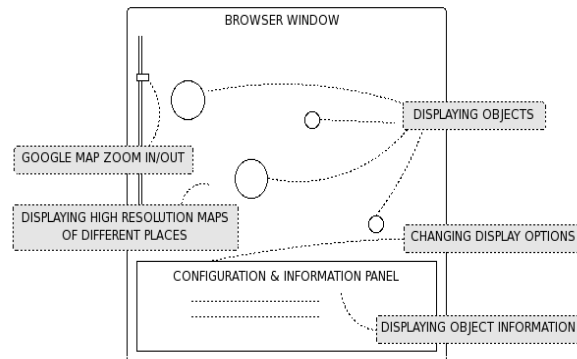 BROWSER WINDOW
DISPLAYING OBJECTS
GOOGLE MAP ZOOM IN/OUT
DISPLAYING HIGH RESOLUTION MAPS
OF DIFFERENT PLACES
CHANGING DISPLAY OPTIONS
CONFIGURATION & INFORMATION PANEL
DISPLAYING OBJECT INFORMATION